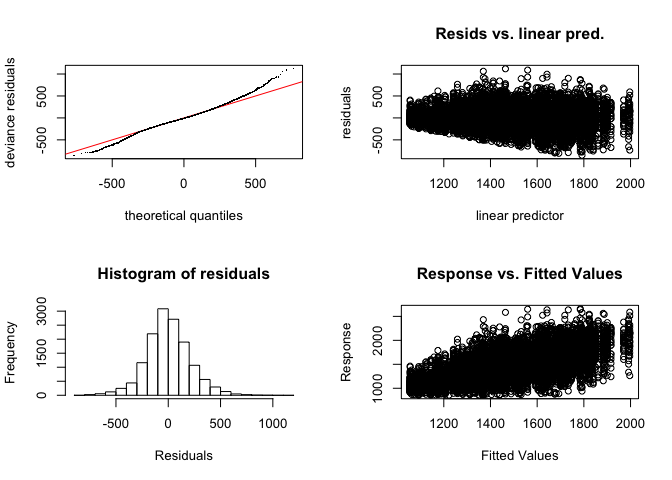 deviance residuals
-500
500
-500
0
500
theoretical quantiles
Resids vs. linear pred.
residuals
-500
500
1200
1400
1600
1800
2000
linear predictor
Histogram of residuals
Frequency
0
1500
3000
-500
0
500
1000
Residuals
Response vs. Fitted Values
Response
1000
2000
1200
1400
1600
1800
2000
Fitted Values